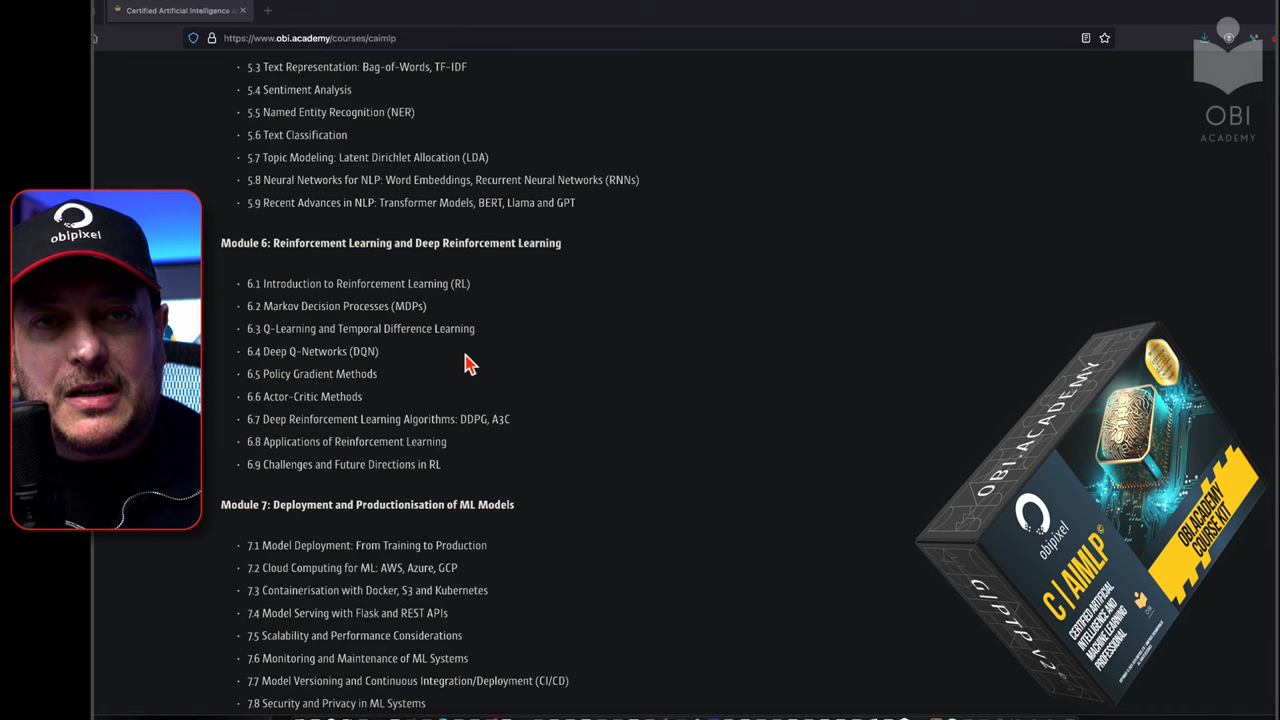 Certified Artificial Intelligence a
https://www.obi.academy/courses/caimlp
OBI
ACADEMY
5.3 Text Representation: Bag-of-Words, TF-IDF
5.4 Sentiment Analysis
5.5 Named Entity Recognition (NER)
5.6 Text Classification
5.7 Topic Modeling: Latent Dirichlet Allocation (LDA)
5.8 Neural Networks for NLP: Word Embeddings, Recurrent Neural Networks (RNNs)
5.9 Recent Advances in NLP: Transformer Models, BERT, Llama and GPT
obipixel
Module 6: Reinforcement Learning and Deep Reinforcement Learning
6.1 Introduction to Reinforcement Learning (RL)
6.2 Markov Decision Processes (MDPs)
6.3 Q-Learning and Temporal Difference Learning
6.4 Deep Q-Networks (DQN)
6.5 Policy Gradient Methods
6.6 Actor-Critic Methods
6.7 Deep Reinforcement Learning Algorithms: DDPG, A3C
6.8 Applications of Reinforcement Learning
6.9 Challenges and Future Directions in RL
Module 7: Deployment and Productionisation of ML Models
7.1 Model Deployment: From Training to Production
7.2 Cloud Computing for ML: AWS, Azure, GCP
7.3 Containerisation with Docker, S3 and Kubernetes
7.4 Model Serving with Flask and REST APIs
7.5 Scalability and Performance Considerations
7.6 Monitoring and Maintenance of ML Systems
7.7 Model Versioning and Continuous Integration/Deployment (CI/CD)
7.8 Security and Privacy in ML Systems
OBI-ACADEMY
obipixel
C|AIMLP©
CERTIFIED ARTIFICIAL
INTELLIGENCE AND
MACHINE LEARNING
PROFESSIONAL
OBI ACADEMY
COURSE KIT